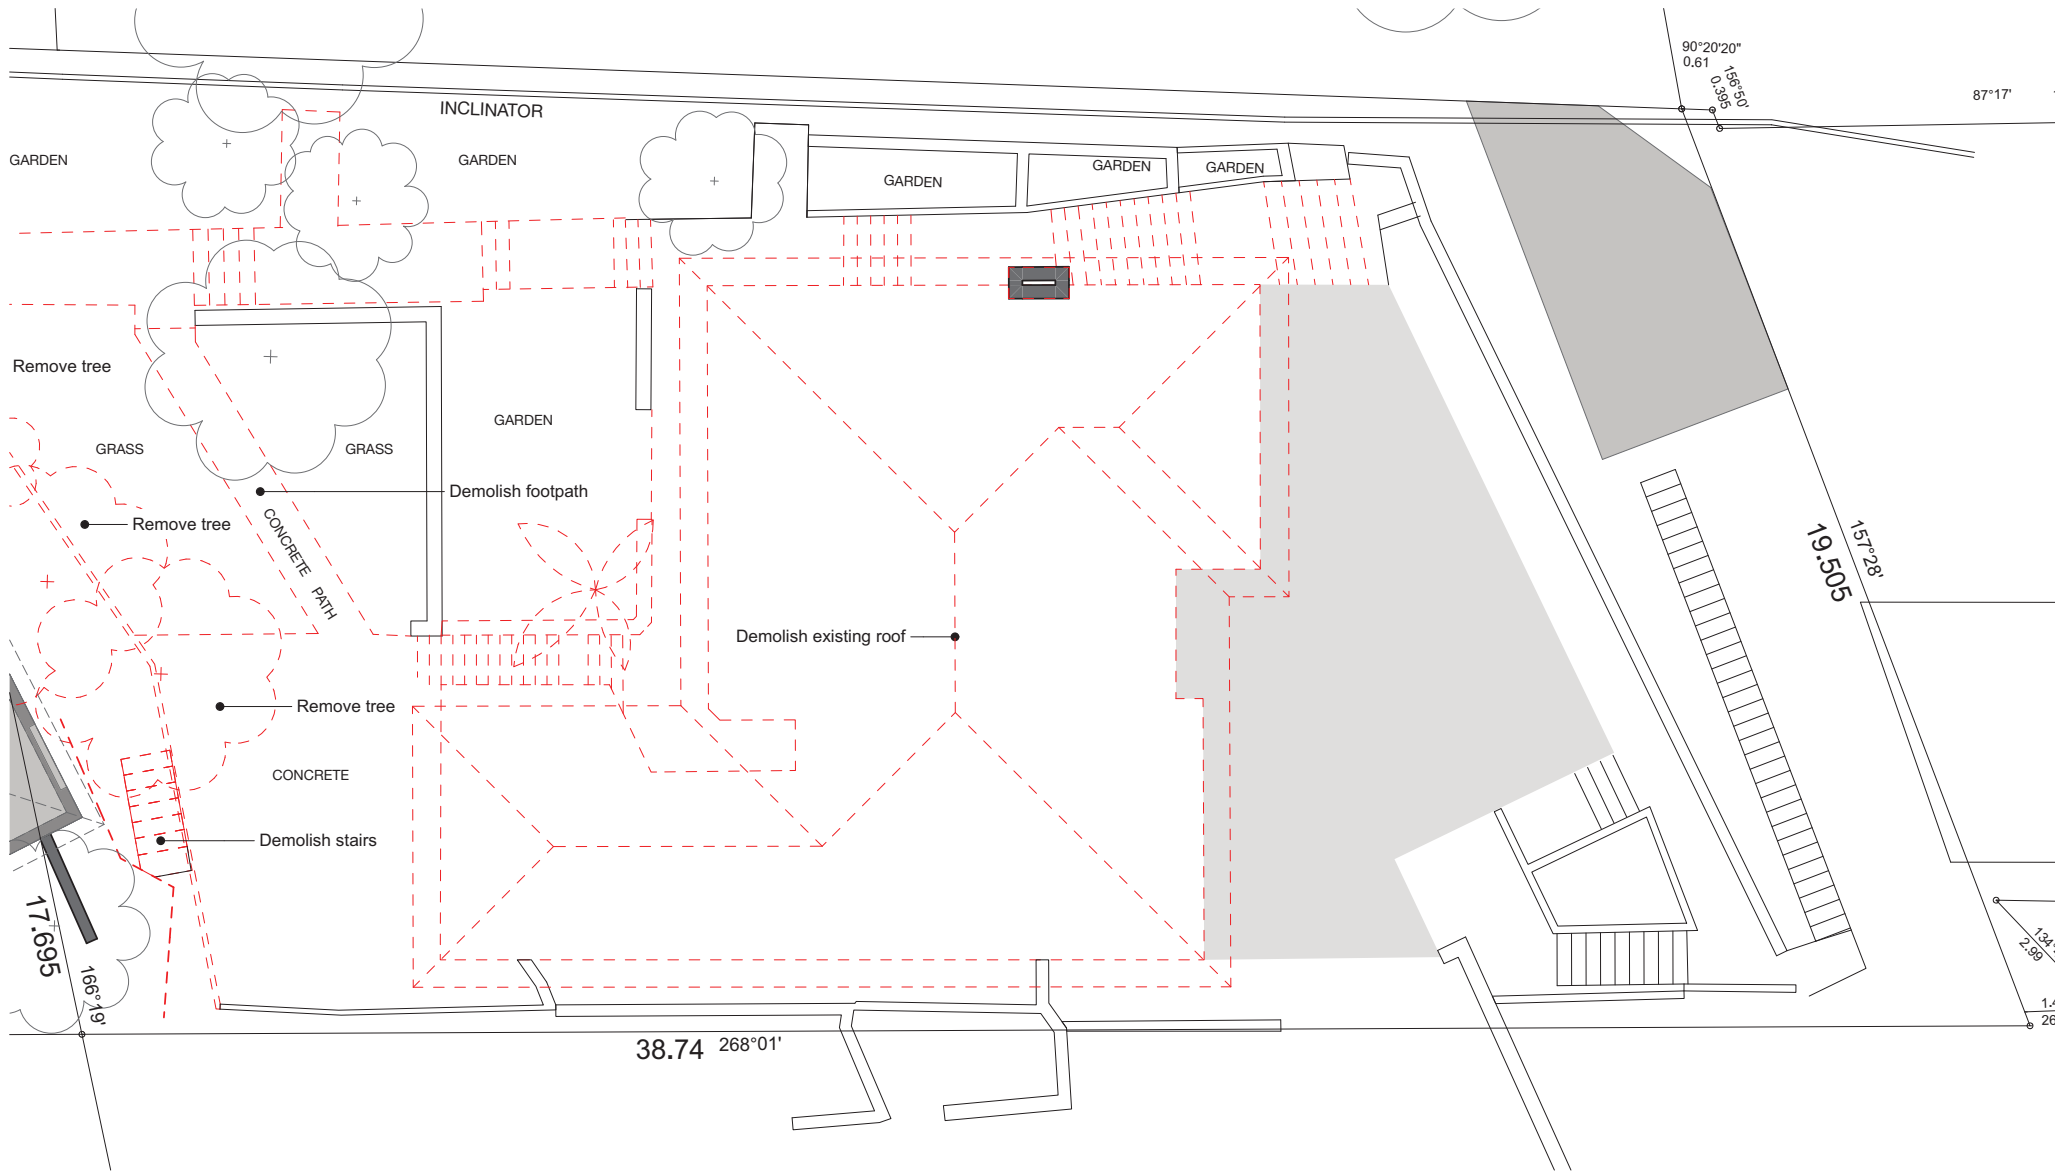 90°20'20"
0.61
156°50'
0.395
87°17'
INCLINATOR
GARDEN
GARDEN
GARDEN
GARDEN
GARDEN
Remove tree
GARDEN
GRASS
GRASS
Demolish footpath
Remove tree
CONCRETE PATH
157°28'
19.505
Demolish existing roof
Remove tree
CONCRETE
Demolish stairs
17.695
166°19'
2.99
38.74 268°01'